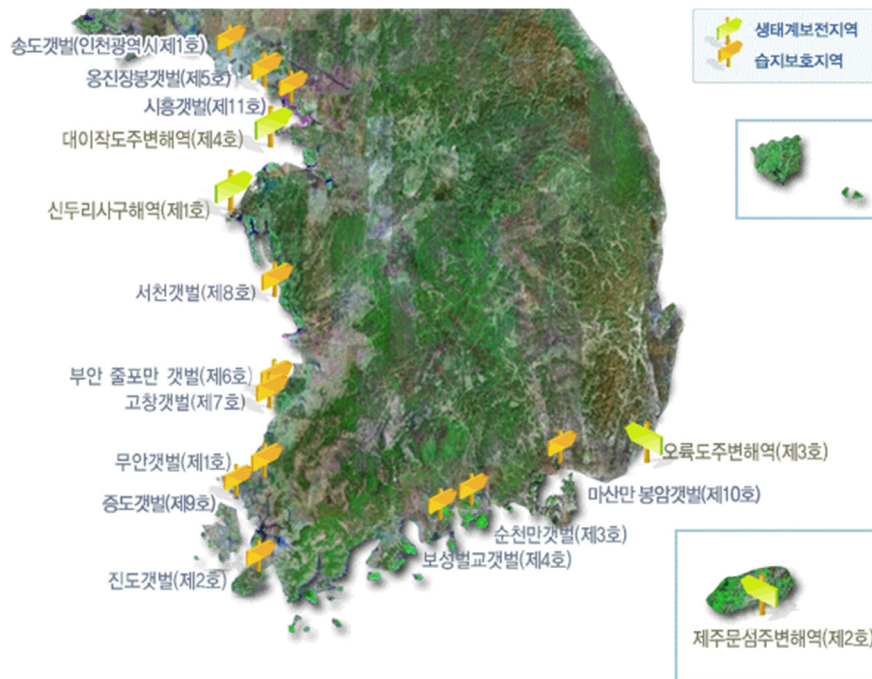 생태계보전지역
습지보호지역
송도갯벌(인천광역시제1호)
옹진장봉갯벌(제5호)
시흥갯벌(제11호)
대이작도주변해역(제4호)
신두리사구해역(제1호)
서천갯벌(제8호)
부안 줄포만 갯벌(제6호)
고창갯벌(제7호)
무안갯벌(제1호)
증도갯벌(제9호)
진도갯벌(제2호)
오륙도주변해역(제3호)
마산만 봉암갯벌(제10호)
순천만갯벌(제3호)
보성벌교갯벌(제4호)
제주문섬주변해역(제2호)